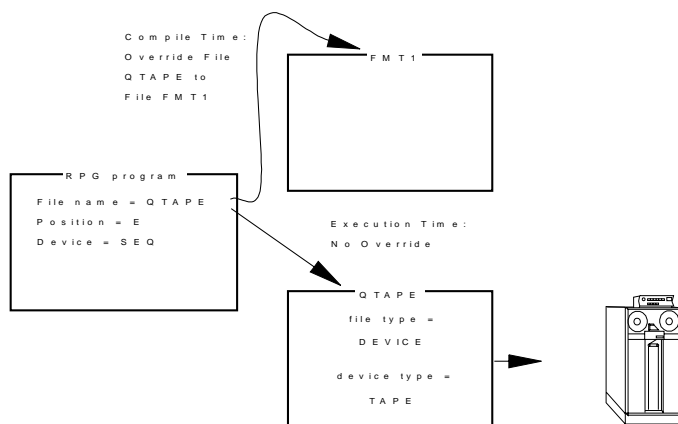 Compile Time:
Override File
QTAPE to
File FMT1
FMT1
RPG program
File name = QTAPE
Position = E
Device = SEQ
Execution Time:
No Override
QTAPE
file type =
DEVICE
device type =
TAPE